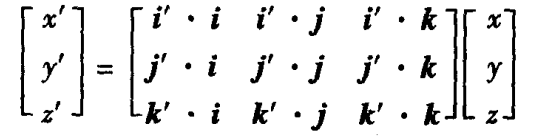 [x'] [i' · i i' · j i' · k] [x]
[y'] = [j' · i j' · j j' · k] [y]
[z'] [k' · i k' · j k' · k] [z]